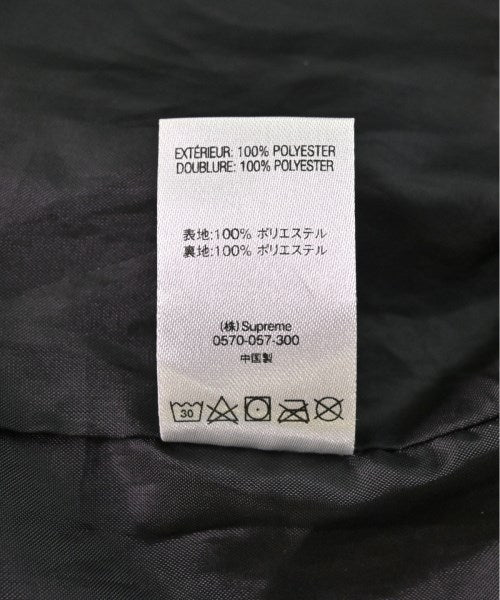 EXTÉRIEUR: 100% POLYESTER
DOUBLURE: 100% POLYESTER
表地:100% ポリエステル
裏地:100% ポリエステル
(株)Supreme
0570-057-300
中国製
30